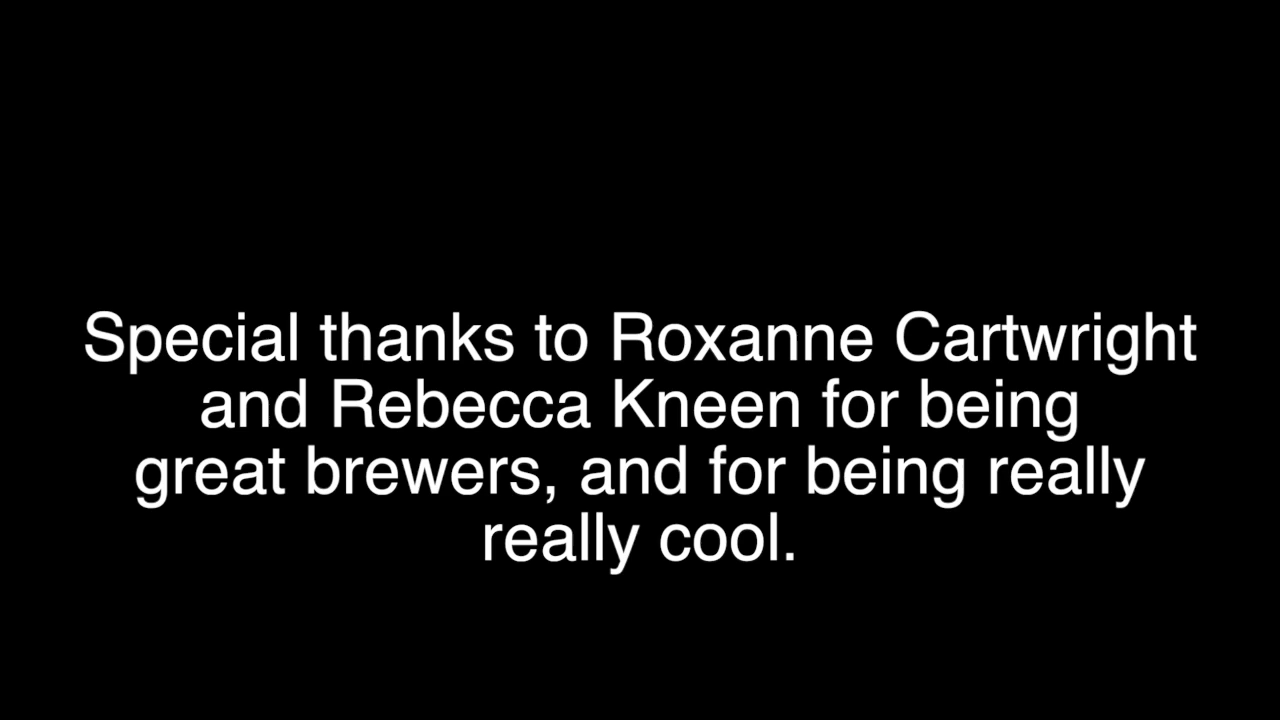 Special thanks to Roxanne Cartwright
and Rebecca Kneen for being
great brewers, and for being really
really cool.